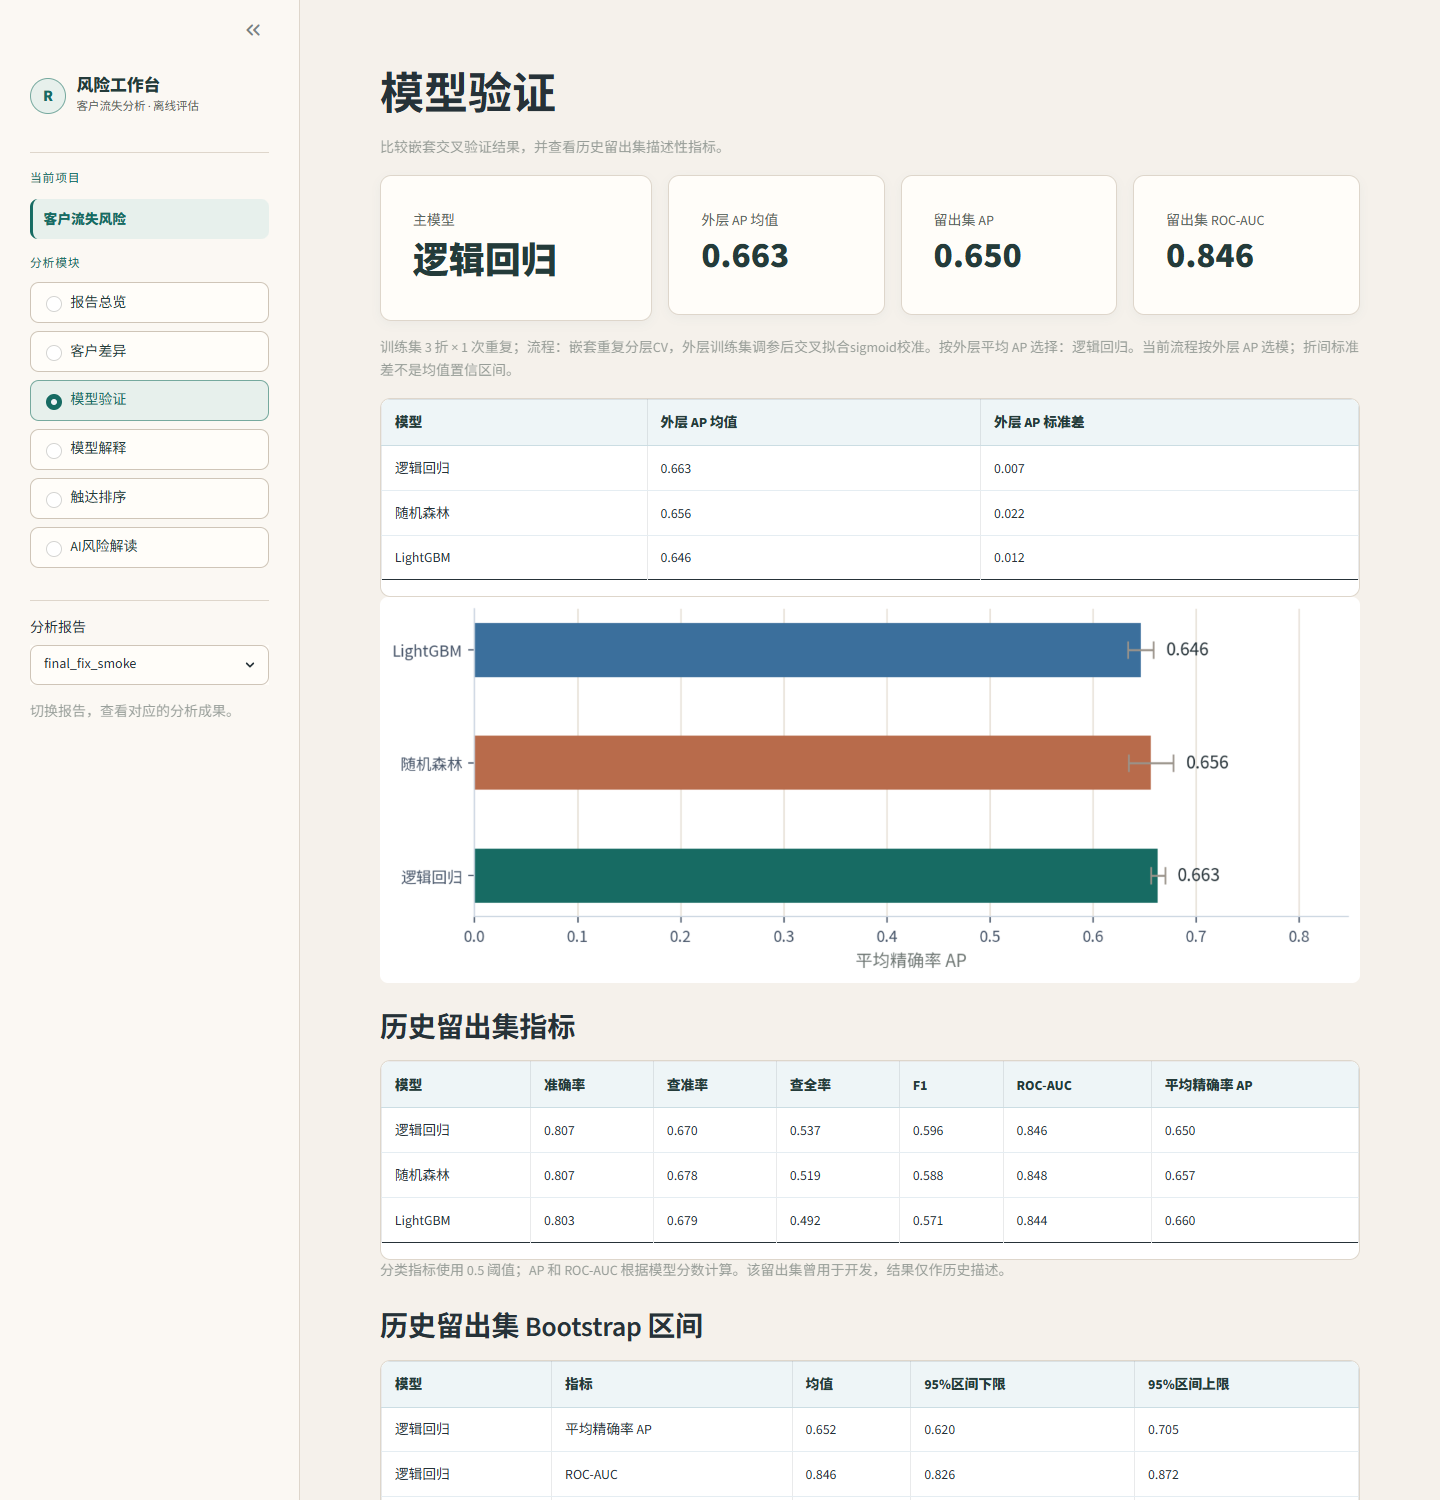 R
风险工作台
客户流失分析 · 离线评估
当前项目
客户流失风险
分析模块
报告总览
客户差异
模型验证
模型解释
触达排序
AI风险解读
分析报告
final_fix_smoke
切换报告，查看对应的分析成果。
模型验证
比较嵌套交叉验证结果，并查看历史留出集描述性指标。
主模型
逻辑回归
外层 AP 均值
0.663
留出集 AP
0.650
留出集 ROC-AUC
0.846
训练集 3 折 × 1 次重复；流程：嵌套重复分层CV，外层训练集调参后交叉拟合sigmoid校准。按外层平均 AP 选择：逻辑回归。当前流程按外层 AP 选模；折间标准
差不是均值置信区间。
模型 外层 AP 均值 外层 AP 标准差
逻辑回归 0.663 0.007
随机森林 0.656 0.022
LightGBM 0.646 0.012
LightGBM 0.646
随机森林 0.656
逻辑回归 0.663
0.0 0.1 0.2 0.3 0.4 0.5 0.6 0.7 0.8
平均精确率 AP
历史留出集指标
模型 准确率 查准率 查全率 F1 ROC-AUC 平均精确率 AP
逻辑回归 0.807 0.670 0.537 0.596 0.846 0.650
随机森林 0.807 0.678 0.519 0.588 0.848 0.657
LightGBM 0.803 0.679 0.492 0.571 0.844 0.660
分类指标使用 0.5 阈值；AP 和 ROC-AUC 根据模型分数计算。该留出集曾用于开发，结果仅作历史描述。
历史留出集 Bootstrap 区间
模型 指标 均值 95%区间下限 95%区间上限
逻辑回归 平均精确率 AP 0.652 0.620 0.705
逻辑回归 ROC-AUC 0.846 0.826 0.872